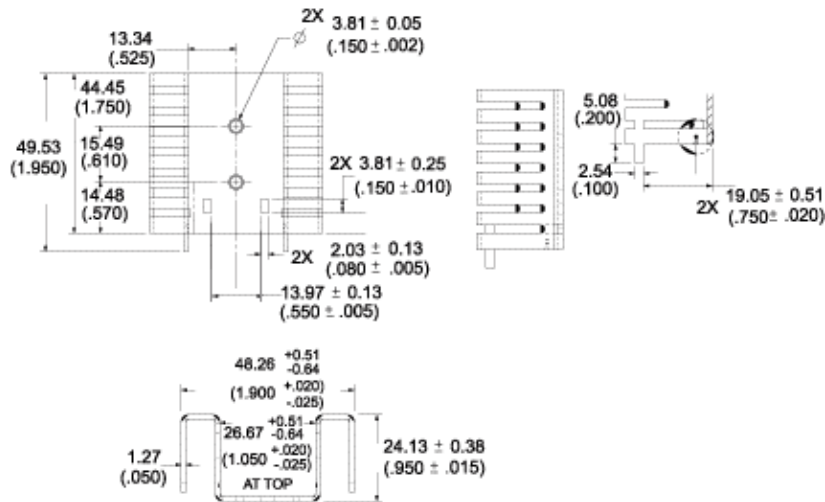 13.34
(.525)
2X 3.81 ± 0.05
(.150 ± .002)
44.45
(1.750)
49.53
(1.950)
15.49
(.610)
14.48
(.570)
2X 3.81 ± 0.25
(.150 ± .010)
2X 2.03 ± 0.13
(.080 ± .005)
13.97 ± 0.13
(.550 ± .005)
5.08
(.200)
2.54
(.100)
19.05 ± 0.51
2X (.750 ± .020)
48.26 +0.51 -0.64
(1.900 +.020) -.025)
26.67 +0.51 -0.64
(1.050 +.020) -.025)
AT TOP
1.27
(.050)
24.13 ± 0.38
(.950 ± .015)